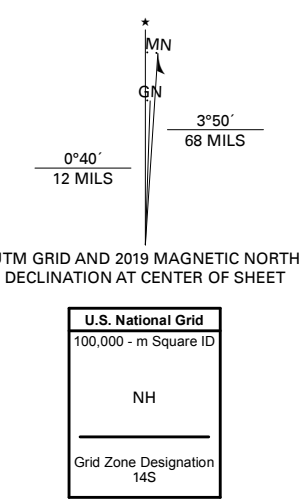 ★
MN
GN
3°50´
68 MILS
0°40´
12 MILS
UTM GRID AND 2019 MAGNETIC NORTH
DECLINATION AT CENTER OF SHEET
U.S. National Grid
100,000 - m Square ID
NH
Grid Zone Designation
14S